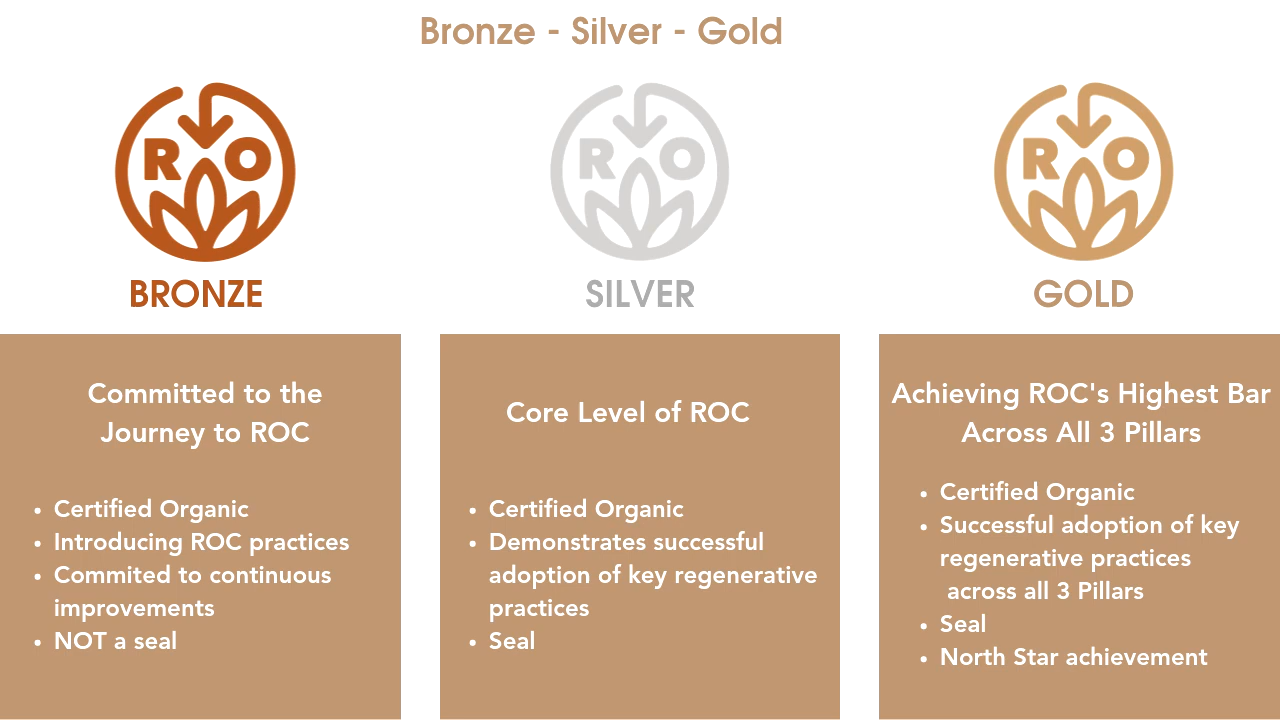 Bronze - Silver - Gold
R O
BRONZE
Committed to the
Journey to ROC
• Certified Organic
• Introducing ROC practices
• Commited to continuous
improvements
• NOT a seal
R O
SILVER
Core Level of ROC
• Certified Organic
• Demonstrates successful
adoption of key regenerative
practices
• Seal
R O
GOLD
Achieving ROC's Highest Bar
Across All 3 Pillars
• Certified Organic
• Successful adoption of key
regenerative practices
across all 3 Pillars
• Seal
• North Star achievement